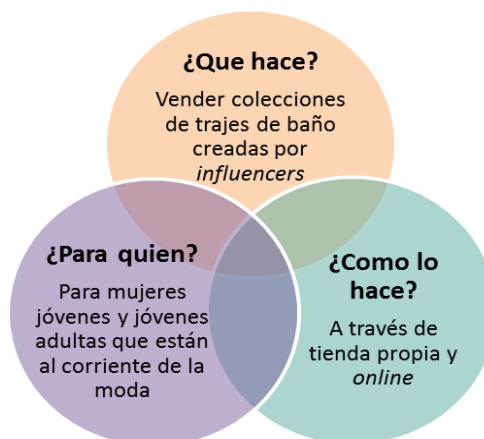 ¿Que hace?
Vender colecciones
de trajes de baño
creadas por
influencers
¿Para quien?
Para mujeres
jóvenes y jóvenes
adultas que están
al corriente de la
moda
¿Como lo
hace?
A través de
tienda propia y
online